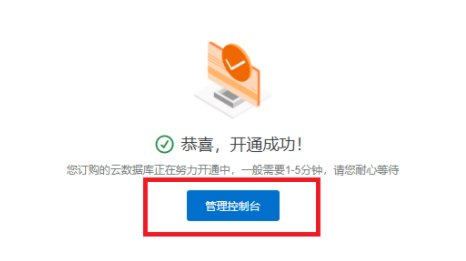 恭喜，开通成功！
您订购的云数据库正在努力开通中，一般需要1-5分钟，请您耐心等待
管理控制台